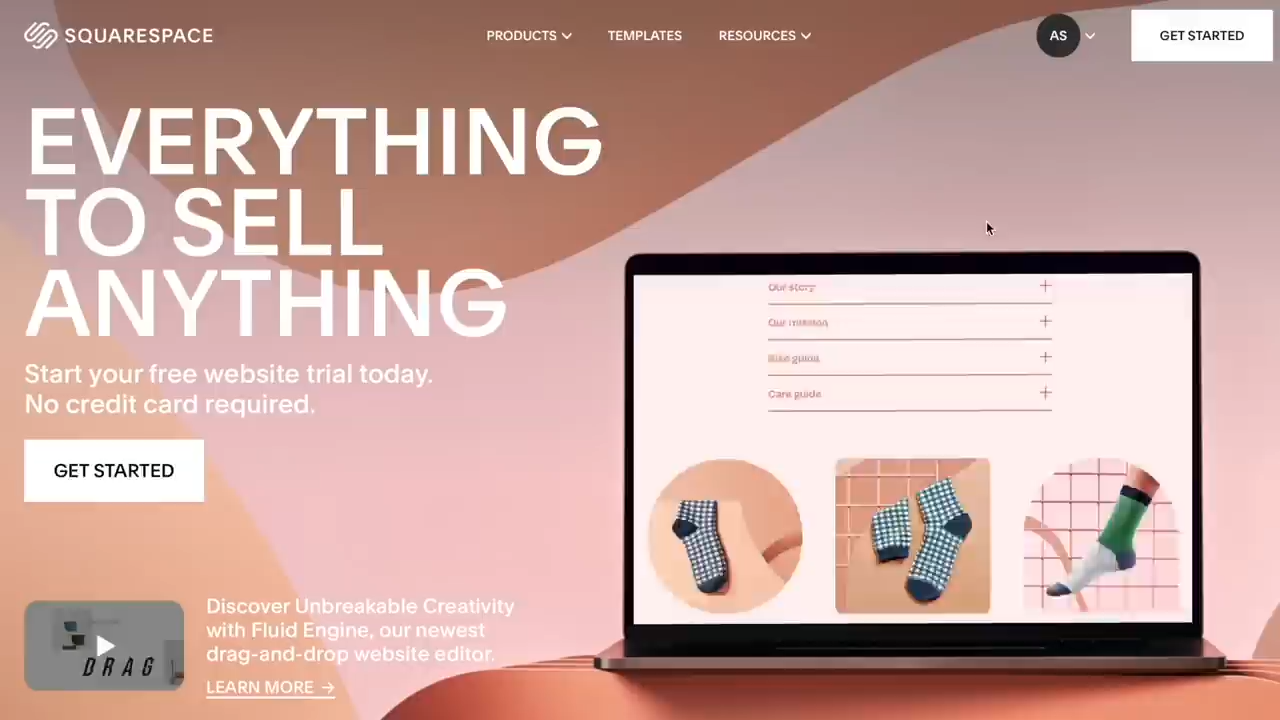 SQUARESPACE
PRODUCTS
TEMPLATES
RESOURCES
AS
GET STARTED
EVERYTHING
TO SELL
ANYTHING
Start your free website trial today.
No credit card required.
GET STARTED
Our story
Our mission
Size guide
Care guide
DRAG
Discover Unbreakable Creativity
with Fluid Engine, our newest
drag-and-drop website editor.
LEARN MORE →